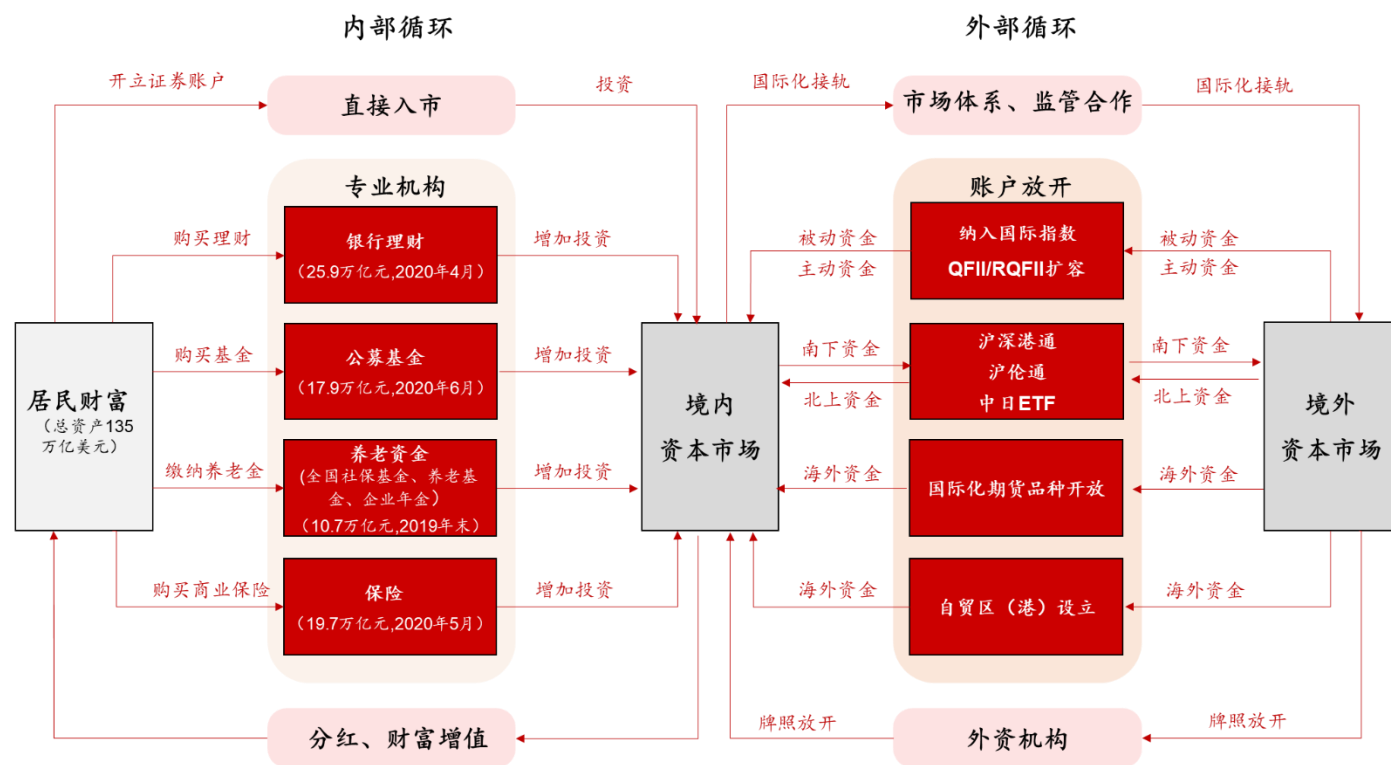 内部循环
外部循环
开立证券账户
直接入市
投资
国际化接轨
市场体系、监管合作
国际化接轨
专业机构
账户放开
购买理财
银行理财
（25.9万亿元,2020年4月）
增加投资
被动资金
主动资金
纳入国际指数
QFII/RQFII扩容
被动资金
主动资金
居民财富
（总资产135
万亿美元）
购买基金
公募基金
（17.9万亿元,2020年6月）
增加投资
境内
资本市场
南下资金
北上资金
沪深港通
沪伦通
中日ETF
南下资金
北上资金
境外
资本市场
缴纳养老金
养老资金
(全国社保基金、养老基
金、企业年金）
（10.7万亿元,2019年末）
增加投资
海外资金
国际化期货品种开放
海外资金
购买商业保险
保险
（19.7万亿元,2020年5月）
增加投资
海外资金
自贸区（港）设立
海外资金
分红、财富增值
牌照放开
外资机构
牌照放开